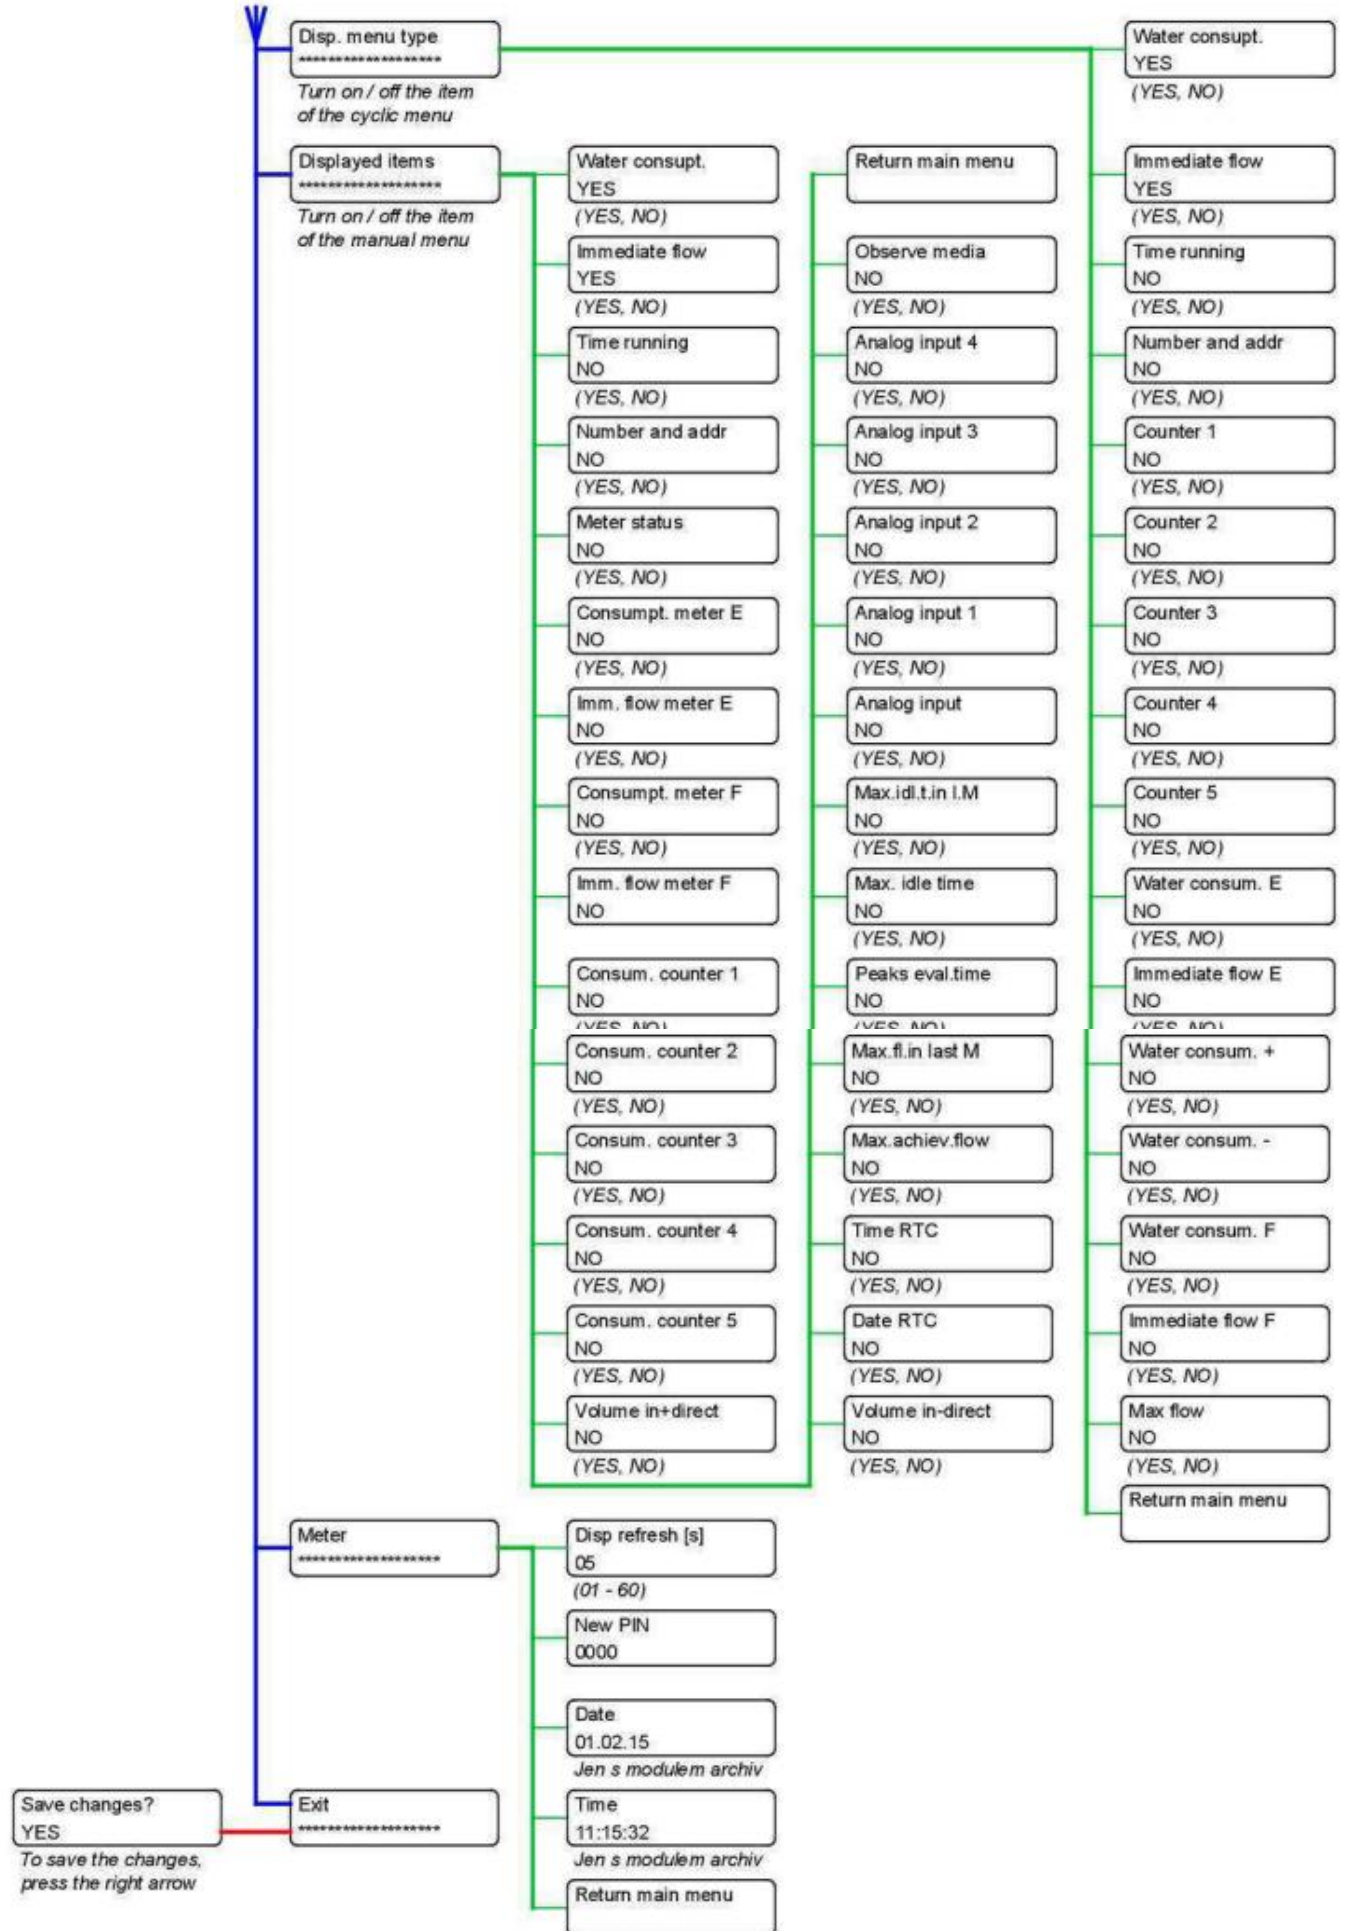 Disp. menu type
*******************
Turn on / off the item
of the cyclic menu
Water consupt.
YES
(YES, NO)
Displayed items
*******************
Turn on / off the item
of the manual menu
Water consupt.
YES
(YES, NO)
Immediate flow
YES
(YES, NO)
Time running
NO
(YES, NO)
Number and addr
NO
(YES, NO)
Meter status
NO
(YES, NO)
Consumpt. meter E
NO
(YES, NO)
Imm. flow meter E
NO
(YES, NO)
Consumpt. meter F
NO
(YES, NO)
Imm. flow meter F
NO
Consum. counter 1
NO
(YES, NO)
Consum. counter 2
NO
(YES, NO)
Consum. counter 3
NO
(YES, NO)
Consum. counter 4
NO
(YES, NO)
Consum. counter 5
NO
(YES, NO)
Volume in+direct
NO
(YES, NO)
Return main menu
Observe media
NO
(YES, NO)
Analog input 4
NO
(YES, NO)
Analog input 3
NO
(YES, NO)
Analog input 2
NO
(YES, NO)
Analog input 1
NO
(YES, NO)
Analog input
NO
(YES, NO)
Max.idl.t.in l.M
NO
(YES, NO)
Max. idle time
NO
(YES, NO)
Peaks eval.time
NO
(YES, NO)
Max.fl.in last M
NO
(YES, NO)
Max.achiev.flow
NO
(YES, NO)
Time RTC
NO
(YES, NO)
Date RTC
NO
(YES, NO)
Volume in-direct
NO
(YES, NO)
Immediate flow
YES
(YES, NO)
Time running
NO
(YES, NO)
Number and addr
NO
(YES, NO)
Counter 1
NO
(YES, NO)
Counter 2
NO
(YES, NO)
Counter 3
NO
(YES, NO)
Counter 4
NO
(YES, NO)
Counter 5
NO
(YES, NO)
Water consum. E
NO
(YES, NO)
Immediate flow E
NO
(YES, NO)
Water consum. +
NO
(YES, NO)
Water consum. -
NO
(YES, NO)
Water consum. F
NO
(YES, NO)
Immediate flow F
NO
(YES, NO)
Max flow
NO
(YES, NO)
Return main menu
Meter
*******************
Disp refresh [s]
05
(01 - 60)
New PIN
0000
Date
01.02.15
Jen s modulem archiv
Time
11:15:32
Jen s modulem archiv
Return main menu
Exit
*******************
Save changes?
YES
To save the changes,
press the right arrow